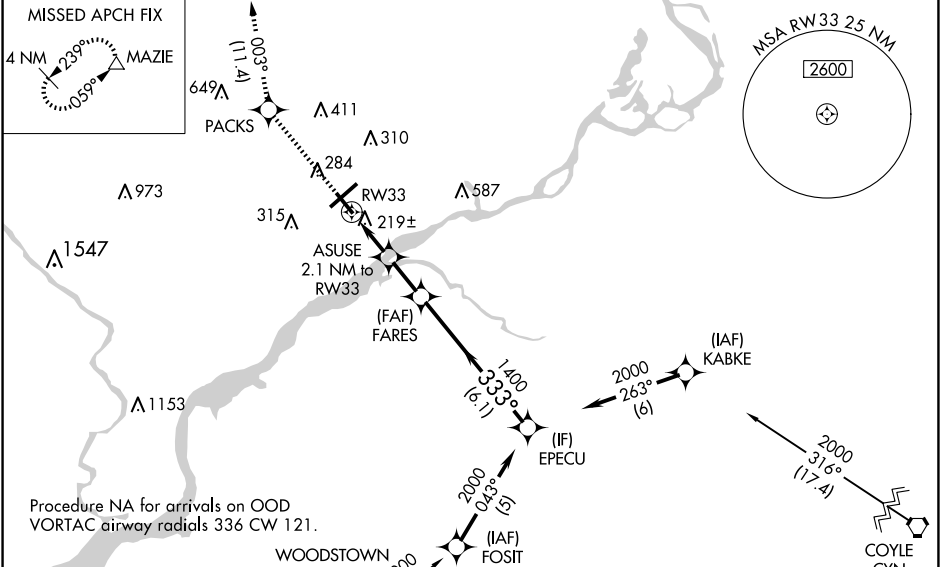 MISSED APCH FIX
4 NM
239°
059°
MAZIE
003°
(11.4)
649
PACKS
411
310
284
973
RW33
587
315
219±
1547
ASUSE
2.1 NM to
RW33
(FAF)
FARES
MSA RW33 25 NM
2600
(IAF)
KABKE
2000
263°
(6)
1400
333°
(6.1)
1153
(IF)
EPECU
2000
316°
(17.4)
2000
043°
(5)
Procedure NA for arrivals on OOD
VORTAC airway radials 336 CW 121.
WOODSTOWN
(IAF)
FOSIT
COYLE